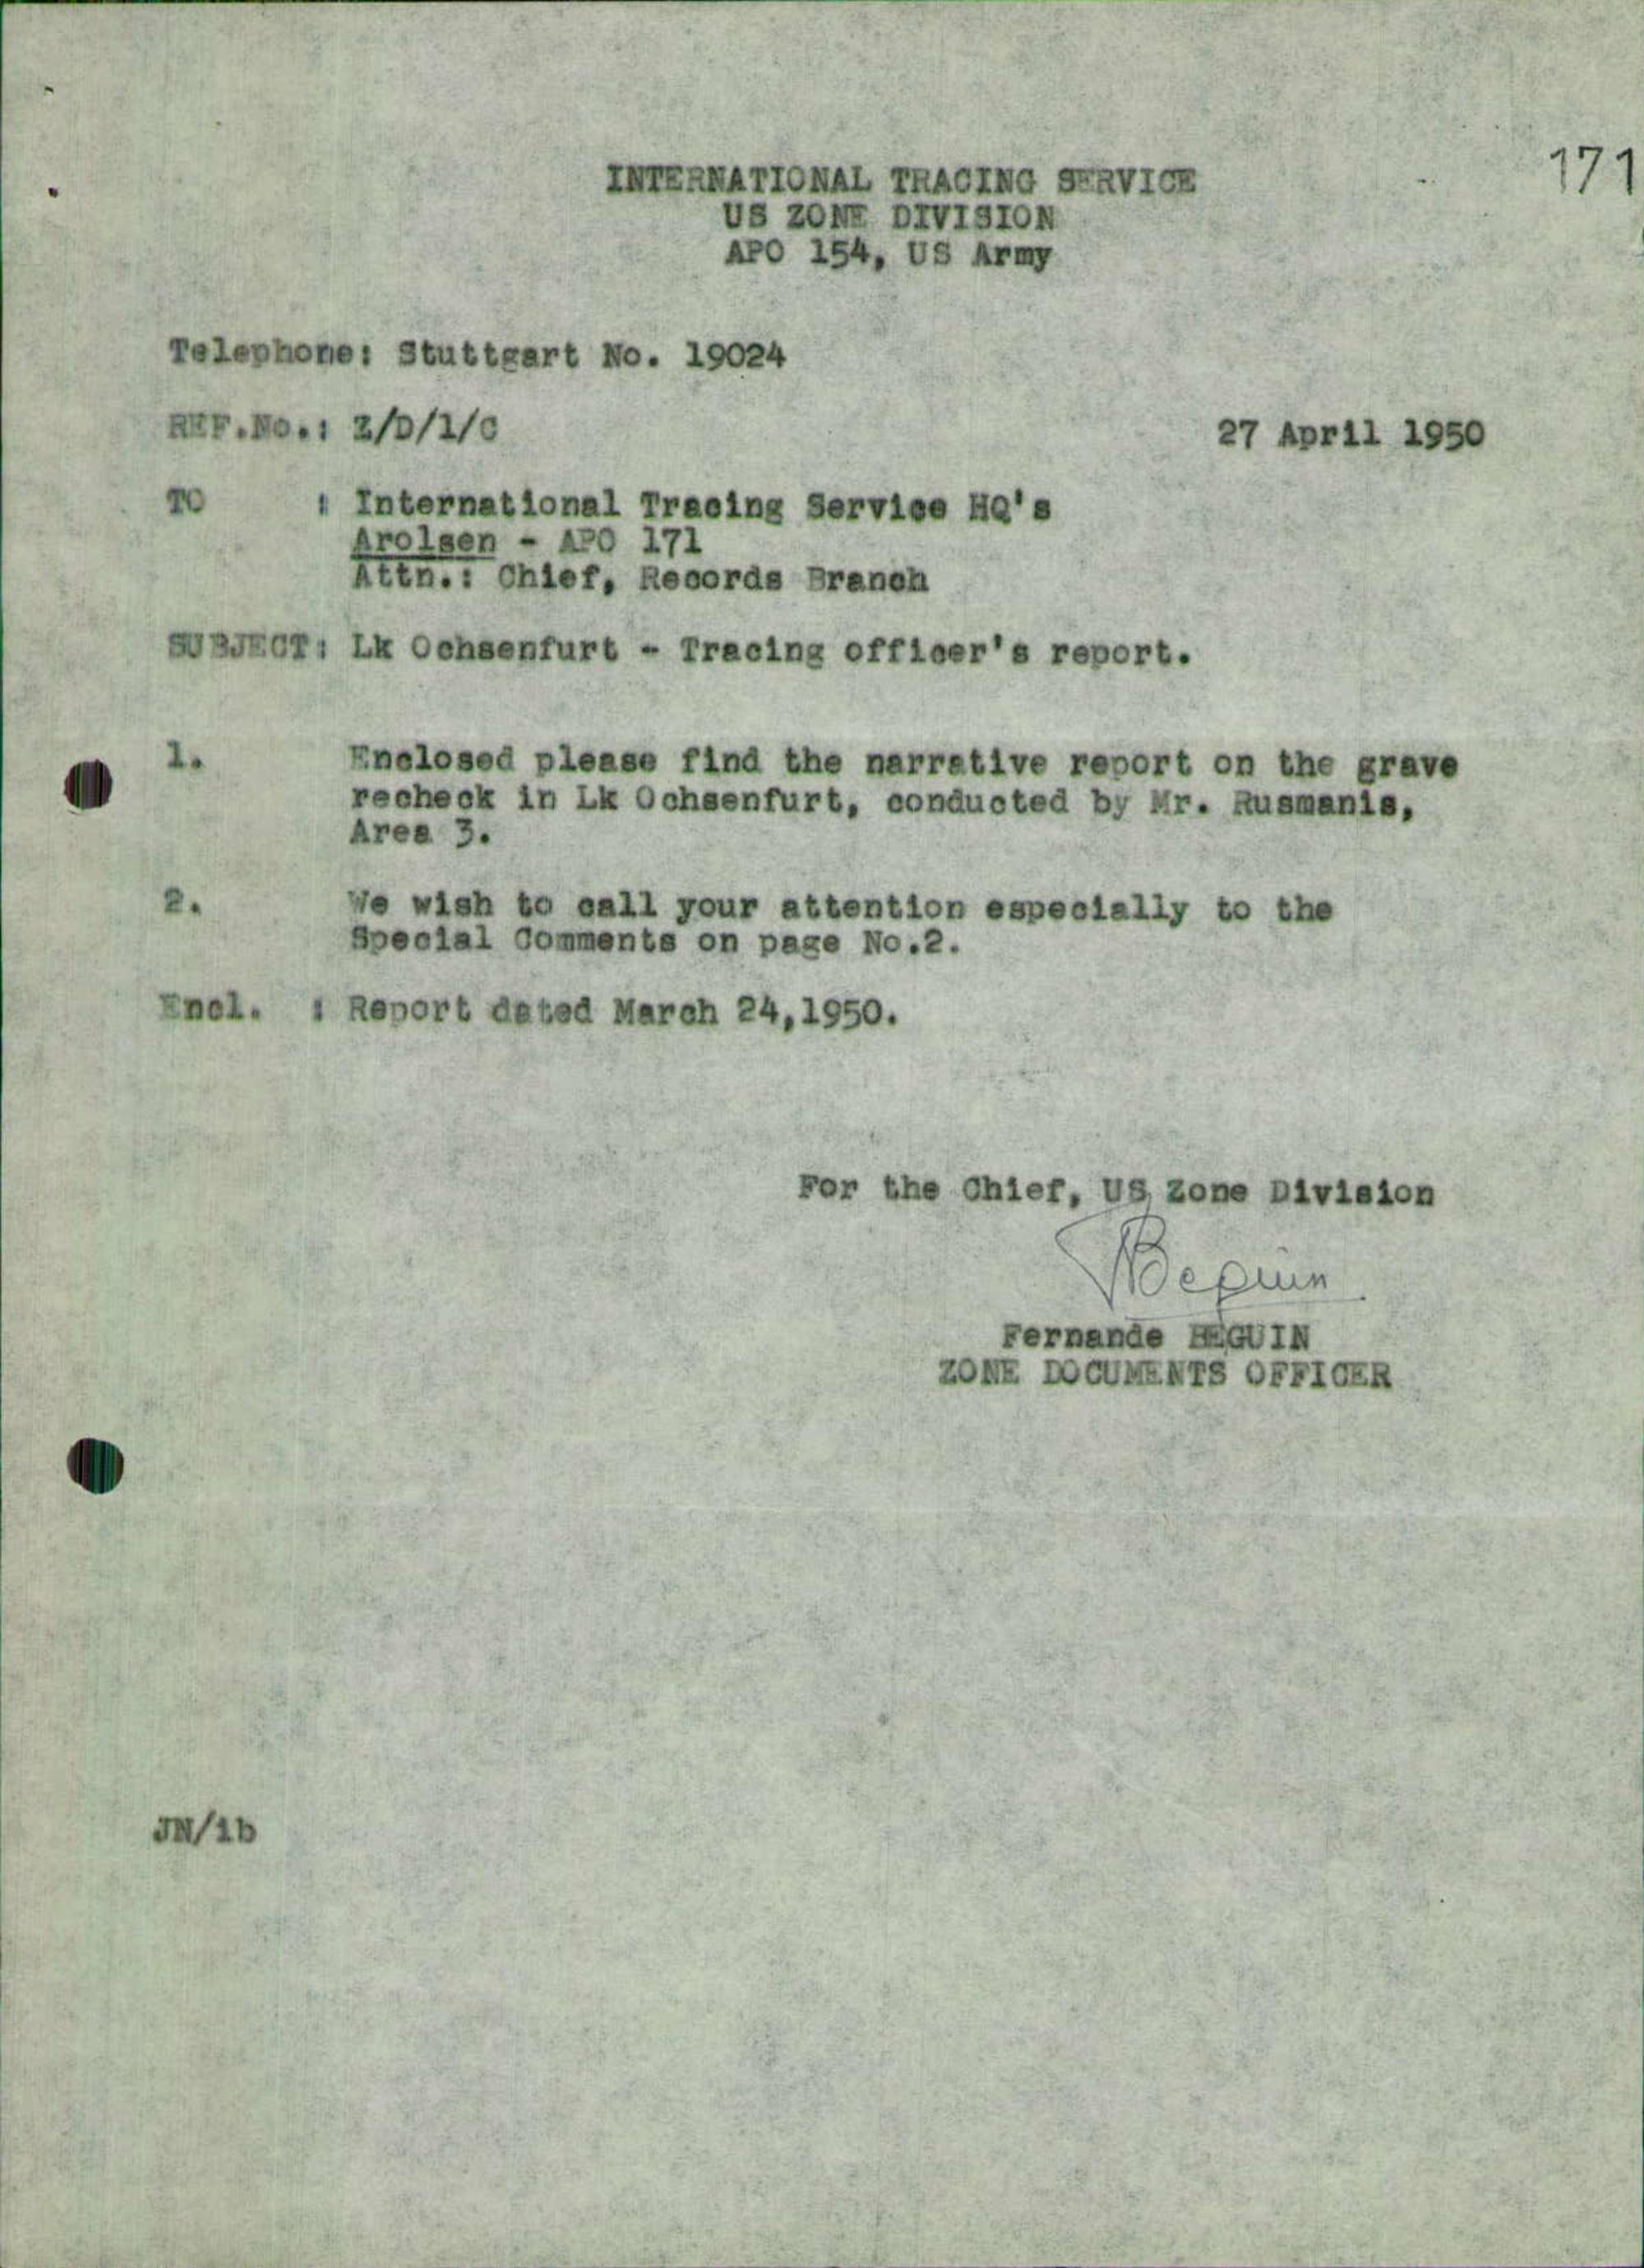 171
INTERNATIONAL TRACING SERVICE
US ZONE DIVISION
APO 154, US Army
Telephone: Stuttgart No. 19024
REF.No.: Z/D/1/C
27 April 1950
TO : International Tracing Service HQ's
Arolsen - APO 171
Attn.: Chief, Records Branch
SUBJECT: Lk Ochsenfurt - Tracing officer's report.
1. Enclosed please find the narrative report on the grave
recheck in Lk Ochsenfurt, conducted by Mr. Rusmanis,
Area 3.
2. We wish to call your attention especially to the
Special Comments on page No.2.
Encl. : Report dated March 24,1950.
For the Chief, US Zone Division
Beguin
Fernande BEGUIN
ZONE DOCUMENTS OFFICER
JN/ib